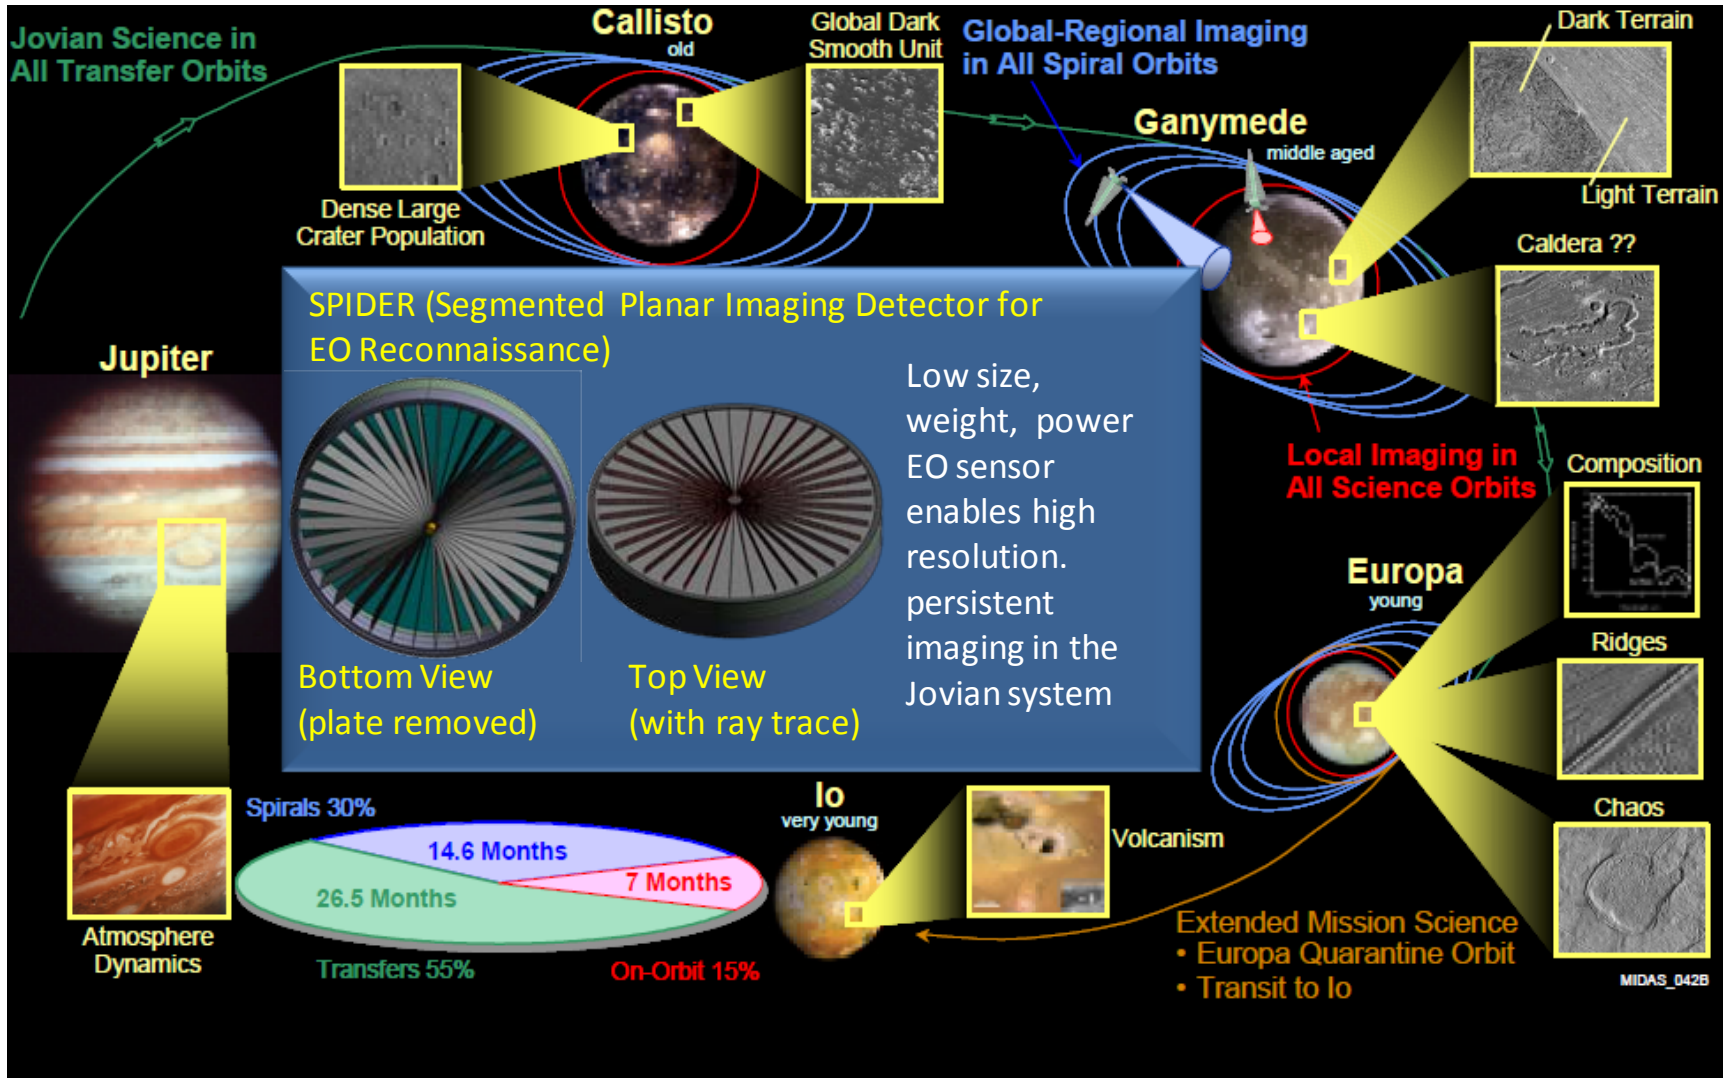 Jovian Science in
All Transfer Orbits
Callisto
old
Global Dark
Smooth Unit
Dense Large
Crater Population
Global-Regional Imaging
in All Spiral Orbits
Ganymede
middle aged
Dark Terrain
Light Terrain
Caldera ??
Local Imaging in
All Science Orbits
Jupiter
SPIDER (Segmented Planar Imaging Detector for
EO Reconnaissance)
Low size,
weight, power
EO sensor
enables high
resolution.
persistent
imaging in the
Jovian system
Bottom View
(plate removed)
Top View
(with ray trace)
Composition
Europa
young
Ridges
Chaos
Atmosphere
Dynamics
Spirals 30%
14.6 Months
7 Months
26.5 Months
Transfers 55%
On-Orbit 15%
Io
very young
Volcanism
Extended Mission Science
• Europa Quarantine Orbit
• Transit to Io
MIDAS_042B